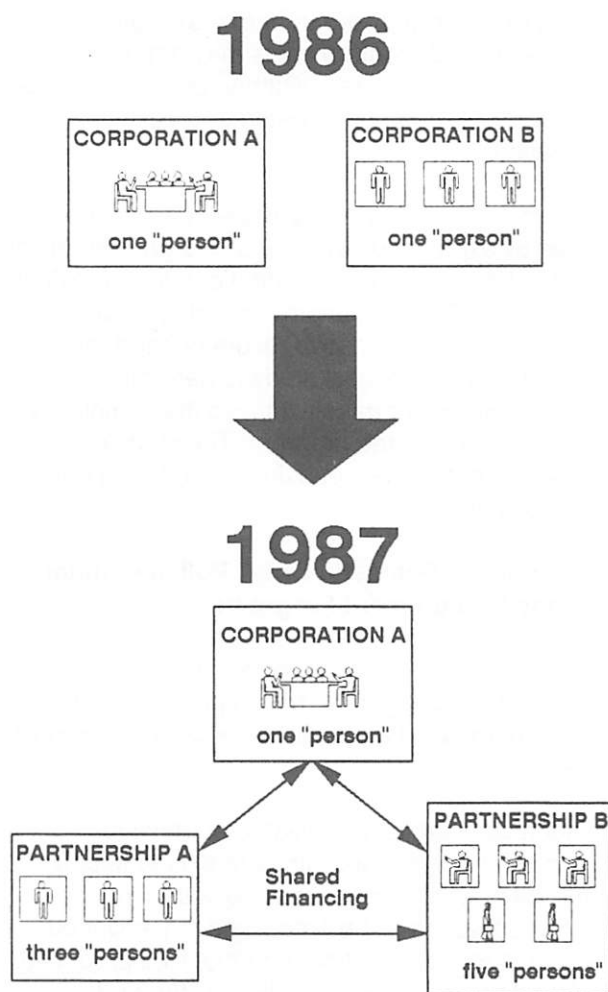 1986
CORPORATION A
one "person"
CORPORATION B
one "person"
1987
CORPORATION A
one "person"
PARTNERSHIP A
three "persons"
Shared
Financing
PARTNERSHIP B
five "persons"